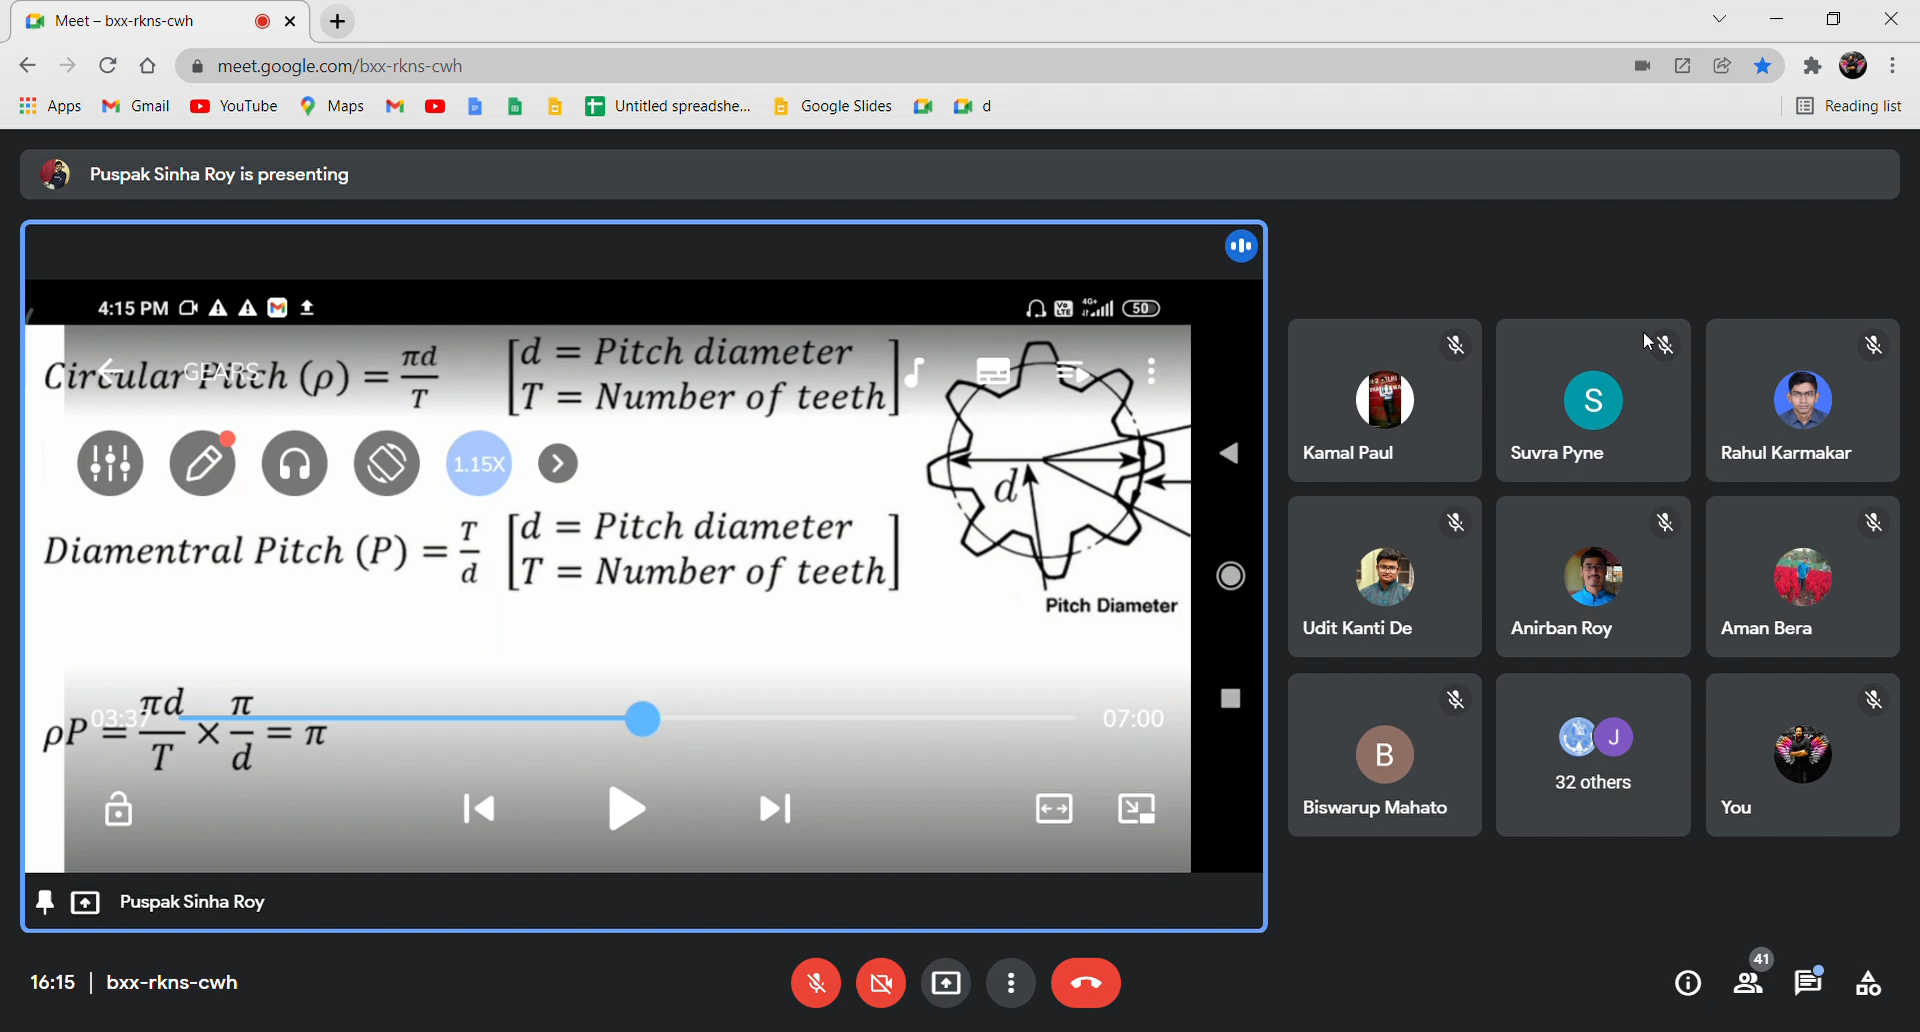 Meet – bxx-rkns-cwh
meet.google.com/bxx-rkns-cwh
Apps Gmail YouTube Maps Untitled spreadshe... Google Slides d Reading list
Puspak Sinha Roy is presenting
4:15 PM Vo LTE 4G+ 50
GEARS
Circular Pitch (ρ) = πd/T [d = Pitch diameter
T = Number of teeth]
1.15X
d
Diamentral Pitch (P) = T/d [d = Pitch diameter
T = Number of teeth]
Pitch Diameter
ρP = πd/T × π/d = π
03:37 07:00
Puspak Sinha Roy
Kamal Paul
S
Suvra Pyne
Rahul Karmakar
Udit Kanti De
Anirban Roy
Aman Bera
B
Biswarup Mahato
J
32 others
You
16:15 | bxx-rkns-cwh
41